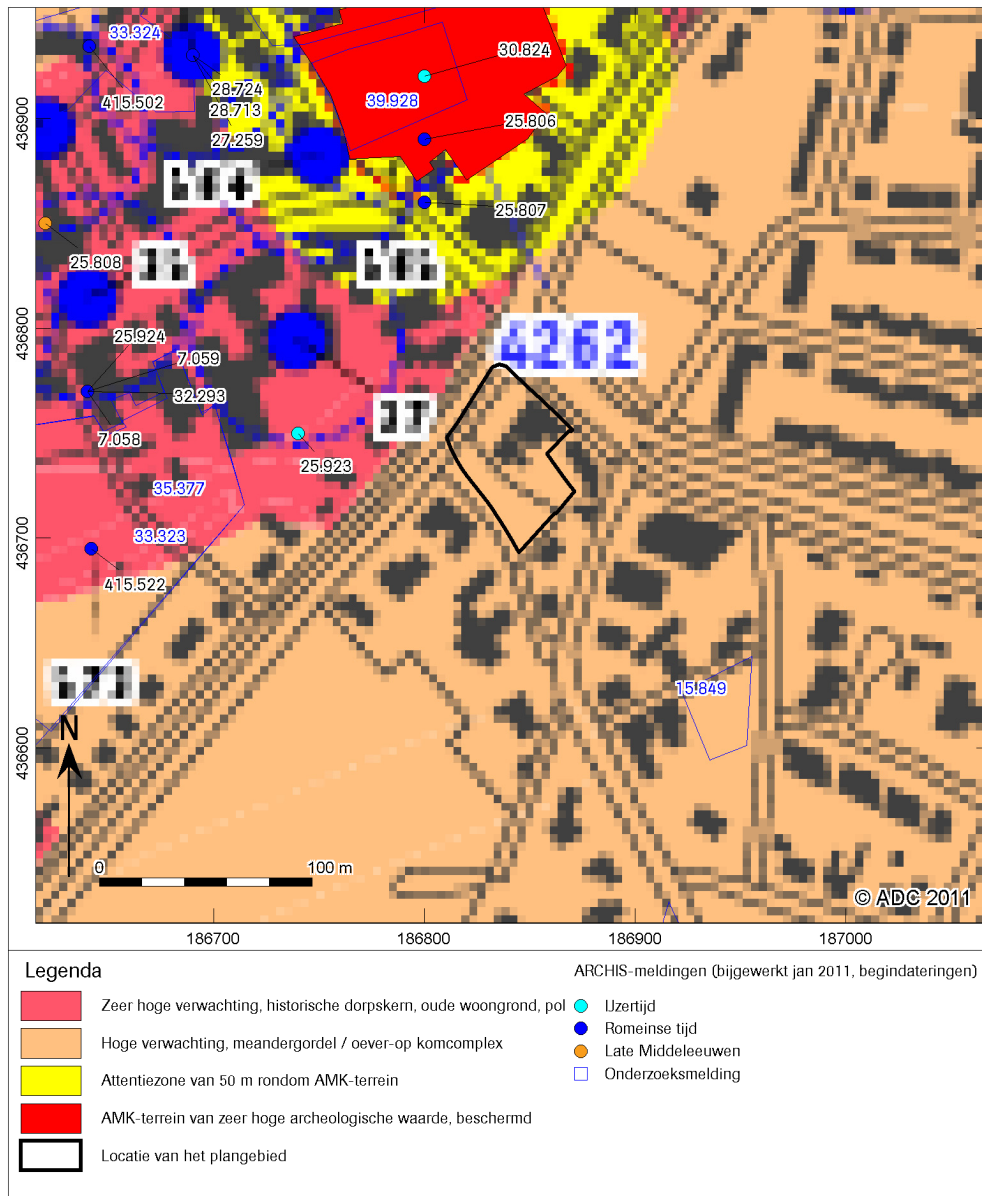 33.324
30.824
28.724
415.502
39.928
28.713
25.806
27.259
436900
25.807
25.808
436800
25.924
4262
7.059
32.293
7.058
25.923
35.377
33.323
436700
415.522
15.849
N
436600
0 100 m
© ADC 2011
186700 186800 186900 187000
Legenda
ARCHIS-meldingen (bijgewerkt jan 2011, begindateringen)
Zeer hoge verwachting, historische dorpskern, oude woongrond, pol
IJzertijd
Romeinse tijd
Hoge verwachting, meandergordel / oever-op komcomplex
Late Middeleeuwen
Onderzoeksmelding
Attentiezone van 50 m rondom AMK-terrein
AMK-terrein van zeer hoge archeologische waarde, beschermd
Locatie van het plangebied